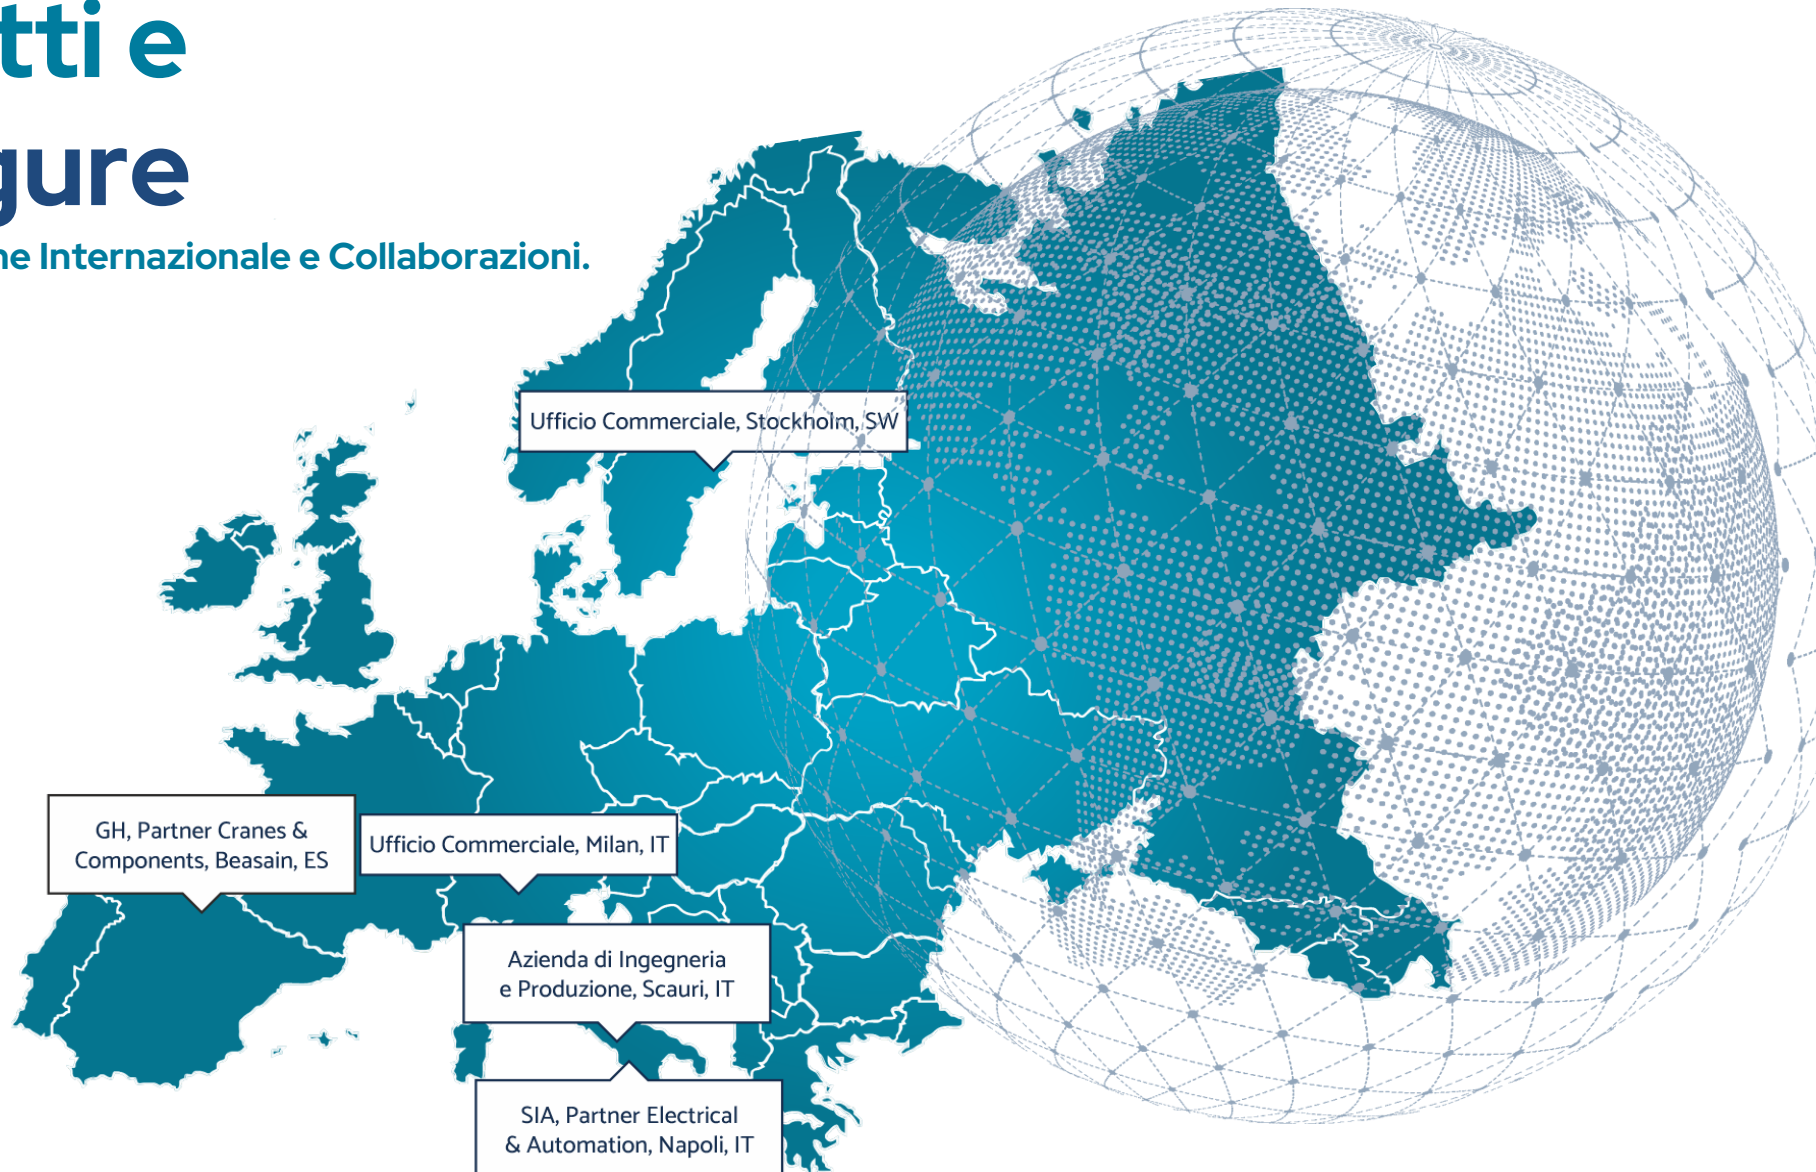 tti e
gure
ne Internazionale e Collaborazioni.
Ufficio Commerciale, Stockholm, SW
GH, Partner Cranes &
Components, Beasain, ES
Ufficio Commerciale, Milan, IT
Azienda di Ingegneria
e Produzione, Scauri, IT
SIA, Partner Electrical
& Automation, Napoli, IT